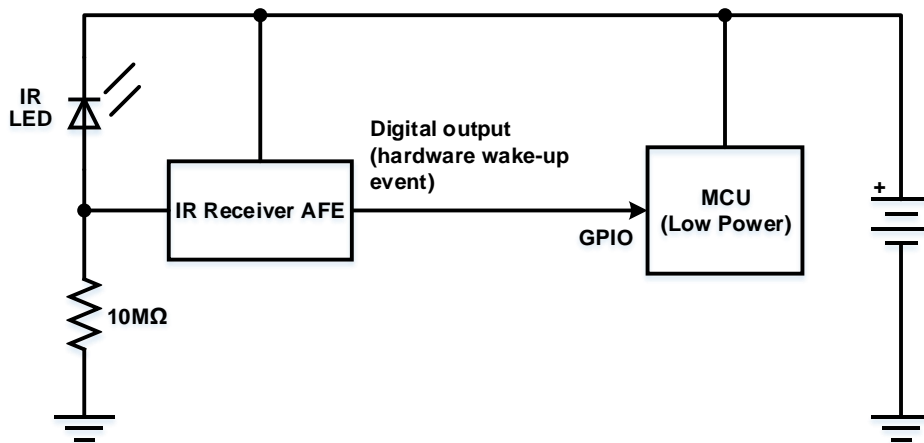 IR
LED
Digital output
(hardware wake-up
event)
IR Receiver AFE
GPIO
MCU
(Low Power)
+
10MΩ